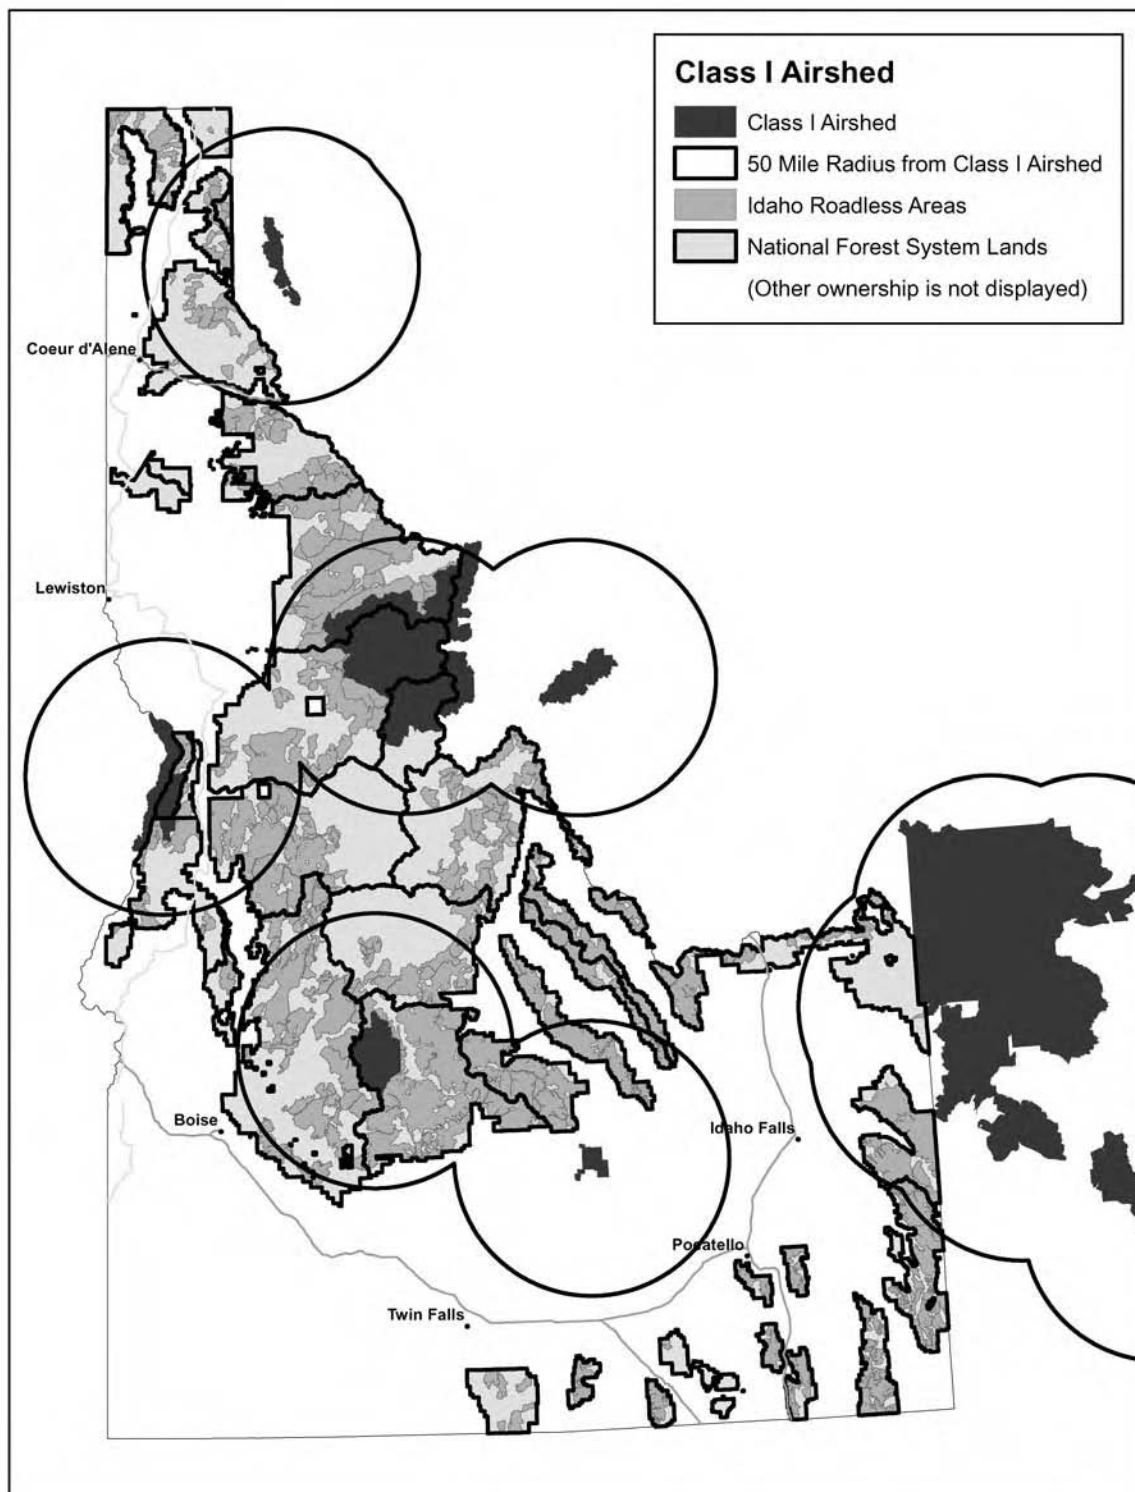 Class I Airshed
Class I Airshed
50 Mile Radius from Class I Airshed
Idaho Roadless Areas
National Forest System Lands
(Other ownership is not displayed)
Coeur d'Alene
Lewiston
Boise
Idaho Falls
Pocatello
Twin Falls